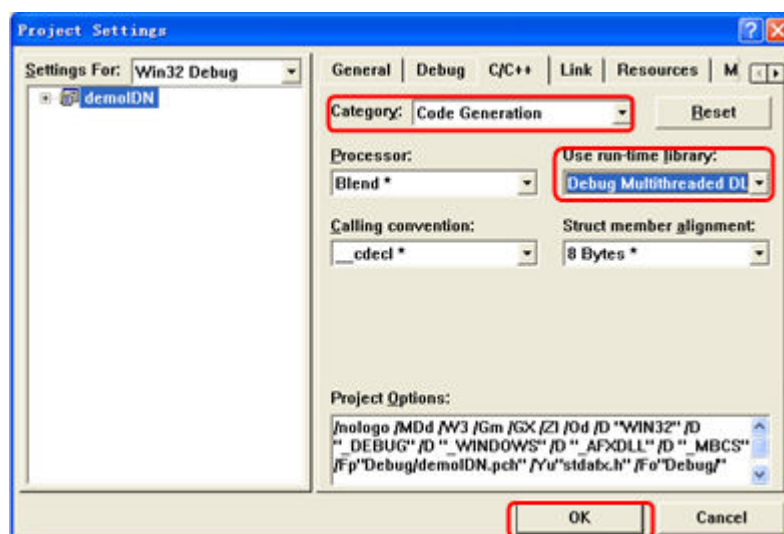 Project Settings
Settings For: Win32 Debug
demoIDN
General Debug C/C++ Link Resources M
Category: Code Generation Reset
Processor: Use run-time library:
Blend * Debug Multithreaded DL
Calling convention: Struct member alignment:
__cdecl * 8 Bytes *
Project Options:
/nologo /MDd /W3 /Gm /GX /ZI /Od /D "WIN32" /D
"_DEBUG" /D "_WINDOWS" /D "_AFXDLL" /D "_MBCS"
/Fp"Debug/demoIDN.pch" /Yu"stdafx.h" /Fo"Debug/"
OK Cancel